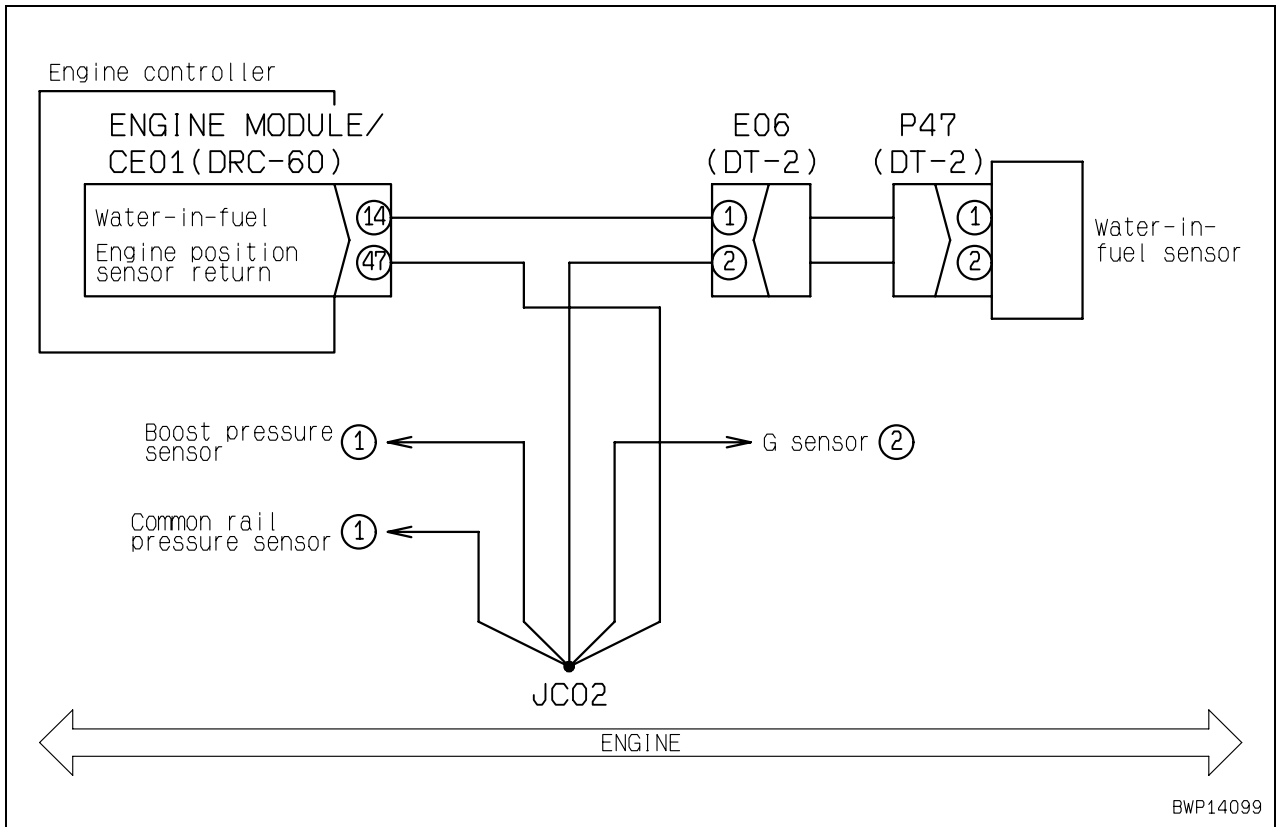 Engine controller
ENGINE MODULE/
CE01(DRC-60)
Water-in-fuel
14
Engine position
sensor return
47
E06
(DT-2)
1
2
P47
(DT-2)
1
2
Water-in-
fuel sensor
Boost pressure
sensor
1
G sensor 2
Common rail
pressure sensor
1
JC02
ENGINE
BWP14099